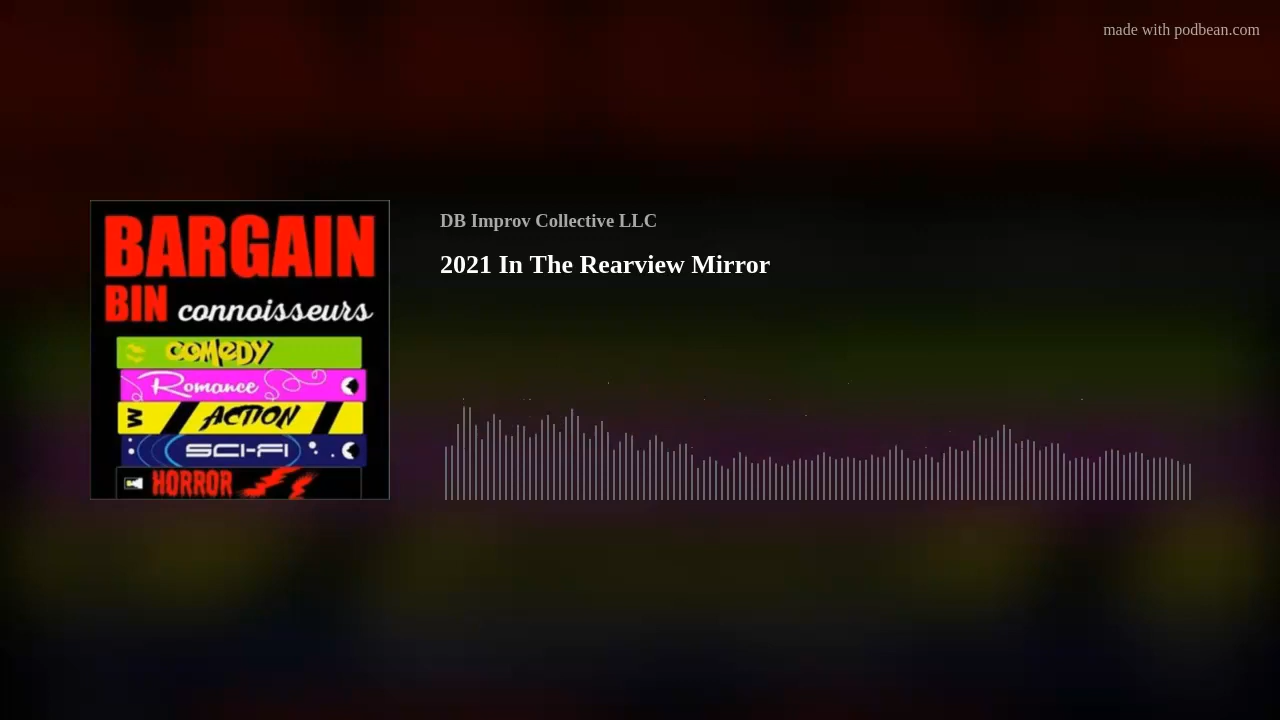 made with podbean.com
BARGAIN
BIN connoisseurs
COMEDY
Romance
W ACTION
SCI-FI
HORROR
DB Improv Collective LLC
2021 In The Rearview Mirror